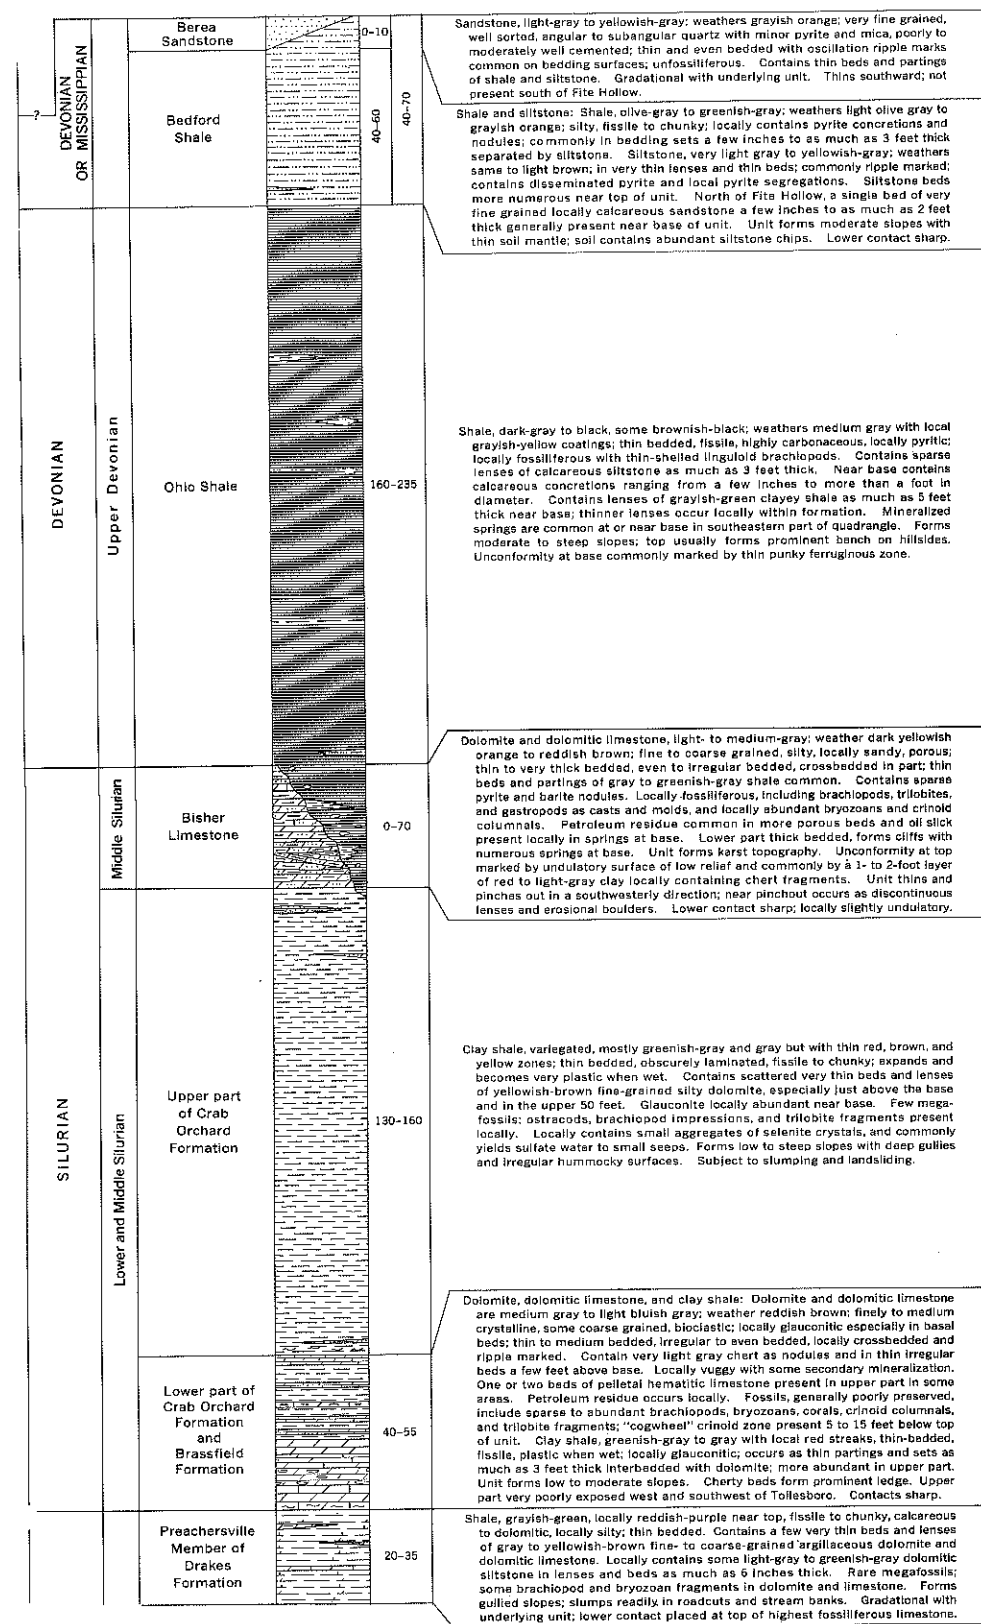 Berea
Sandstone
0–10
Sandstone, light-gray to yellowish-gray; weathers grayish orange; very fine grained,
well sorted, angular to subangular quartz with minor pyrite and mica, poorly to
moderately well cemented; thin and even bedded with oscillation ripple marks
common on bedding surfaces; unfossiliferous. Contains thin beds and partings
of shale and siltstone. Gradational with underlying unit. Thins southward; not
present south of Fite Hollow.
?
DEVONIAN
OR MISSISSIPPIAN
Bedford
Shale
40–60
40–70
Shale and siltstone: Shale, olive-gray to greenish-gray; weathers light olive gray to
grayish orange; silty, fissile to chunky; locally contains pyrite concretions and
nodules; commonly in bedding sets a few inches to as much as 3 feet thick
separated by siltstone. Siltstone, very light gray to yellowish-gray; weathers
same to light brown; in very thin lenses and thin beds; commonly ripple marked;
contains disseminated pyrite and local pyrite segregations. Siltstone beds
more numerous near top of unit. North of Fite Hollow, a single bed of very
fine grained locally calcareous sandstone a few inches to as much as 2 feet
thick generally present near base of unit. Unit forms moderate slopes with
thin soil mantle; soil contains abundant siltstone chips. Lower contact sharp.
DEVONIAN
Upper Devonian
Ohio Shale
160–235
Shale, dark-gray to black, some brownish-black; weathers medium gray with local
grayish-yellow coatings; thin bedded, fissile, highly carbonaceous, locally pyritic;
locally fossiliferous with thin-shelled linguloid brachiopods. Contains sparse
lenses of calcareous siltstone as much as 3 feet thick. Near base contains
calcareous concretions ranging from a few inches to more than a foot in
diameter. Contains lenses of grayish-green clayey shale as much as 5 feet
thick near base; thinner lenses occur locally within formation. Mineralized
springs are common at or near base in southeastern part of quadrangle. Forms
moderate to steep slopes; top usually forms prominent bench on hillsides.
Unconformity at base commonly marked by thin punky ferruginous zone.
SILURIAN
Middle Silurian
Bisher
Limestone
0–70
Dolomite and dolomitic limestone, light- to medium-gray; weather dark yellowish
orange to reddish brown; fine to coarse grained, silty, locally sandy, porous;
thin to very thick bedded, even to irregular bedded, crossbedded in part; thin
beds and partings of gray to greenish-gray shale common. Contains sparse
pyrite and barite nodules. Locally fossiliferous, including brachiopods, trilobites,
and gastropods as casts and molds, and locally abundant bryozoans and crinoid
columnals. Petroleum residue common in more porous beds and oil slick
present locally in springs at base. Lower part thick bedded, forms cliffs with
numerous springs at base. Unit forms karst topography. Unconformity at top
marked by undulatory surface of low relief and commonly by a 1- to 2-foot layer
of red to light-gray clay locally containing chert fragments. Unit thins and
pinches out in a southwesterly direction; near pinchout occurs as discontinuous
lenses and erosional boulders. Lower contact sharp; locally slightly undulatory.
Lower and Middle Silurian
Upper part
of Crab
Orchard
Formation
130–160
Clay shale, variegated, mostly greenish-gray and gray but with thin red, brown, and
yellow zones; thin bedded, obscurely laminated, fissile to chunky; expands and
becomes very plastic when wet. Contains scattered very thin beds and lenses
of yellowish-brown fine-grained silty dolomite, especially just above the base
and in the upper 50 feet. Glauconite locally abundant near base. Few mega-
fossils; ostracods, brachiopod impressions, and trilobite fragments present
locally. Locally contains small aggregates of selenite crystals, and commonly
yields sulfate water to small seeps. Forms low to steep slopes with deep gullies
and irregular hummocky surfaces. Subject to slumping and landsliding.
Lower part of
Crab Orchard
Formation
and
Brassfield
Formation
40–55
Dolomite, dolomitic limestone, and clay shale: Dolomite and dolomitic limestone
are medium gray to light bluish gray; weather reddish brown; finely to medium
crystalline, some coarse grained, bioclastic; locally glauconitic especially in basal
beds; thin to medium bedded, irregular to even bedded, locally crossbedded and
ripple marked. Contain very light gray chert as nodules and in thin irregular
beds a few feet above base. Locally vuggy with some secondary mineralization.
One or two beds of pelletal hematitic limestone present in upper part in some
areas. Petroleum residue occurs locally. Fossils, generally poorly preserved,
include sparse to abundant brachiopods, bryozoans, corals, crinoid columnals,
and trilobite fragments; "cogwheel" crinoid zone present 5 to 15 feet below top
of unit. Clay shale, greenish-gray to gray with local red streaks, thin-bedded,
fissile, plastic when wet; locally glauconitic; occurs as thin partings and sets as
much as 3 feet thick interbedded with dolomite; more abundant in upper part.
Unit forms low to moderate slopes. Cherty beds form prominent ledge. Upper
part very poorly exposed west and southwest of Tollesboro. Contacts sharp.
Preachersville
Member of
Drakes
Formation
20–35
Shale, grayish-green, locally reddish-purple near top, fissile to chunky, calcareous
to dolomitic, locally silty; thin bedded. Contains a few very thin beds and lenses
of gray to yellowish-brown fine- to coarse-grained argillaceous dolomite and
dolomitic limestone. Locally contains some light-gray to greenish-gray dolomitic
siltstone in lenses and beds as much as 6 inches thick. Rare megafossils;
some brachiopod and bryozoan fragments in dolomite and limestone. Forms
gullied slopes; slumps readily in roadcuts and stream banks. Gradational with
underlying unit; lower contact placed at top of highest fossiliferous limestone.